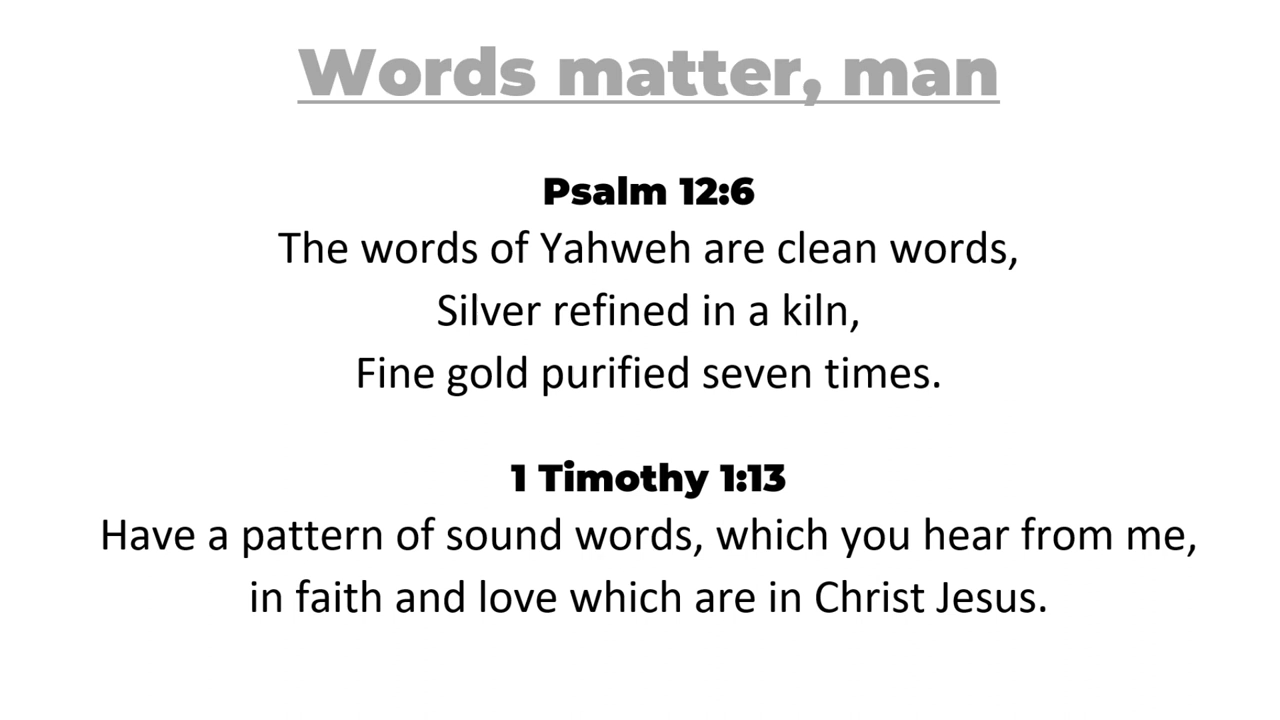 Words matter, man
Psalm 12:6
The words of Yahweh are clean words,
Silver refined in a kiln,
Fine gold purified seven times.
1 Timothy 1:13
Have a pattern of sound words, which you hear from me,
in faith and love which are in Christ Jesus.